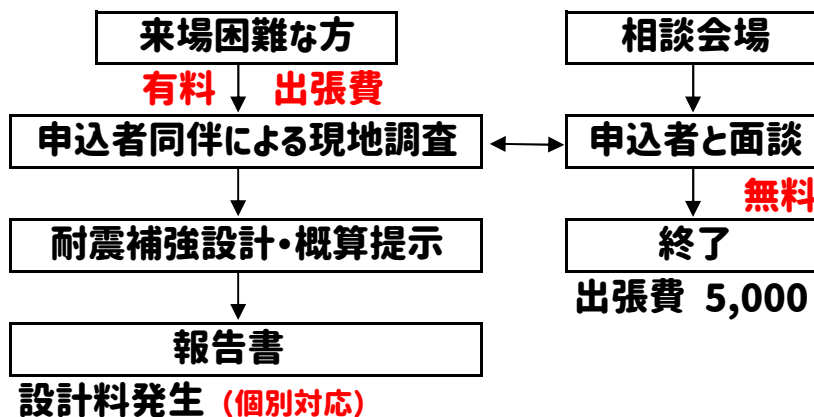 来場困難な方
有料 出張費
申込者同伴による現地調査
耐震補強設計・概算提示
報告書
設計料発生 (個別対応)
相談会場
申込者と面談
無料
終了
出張費 5,000